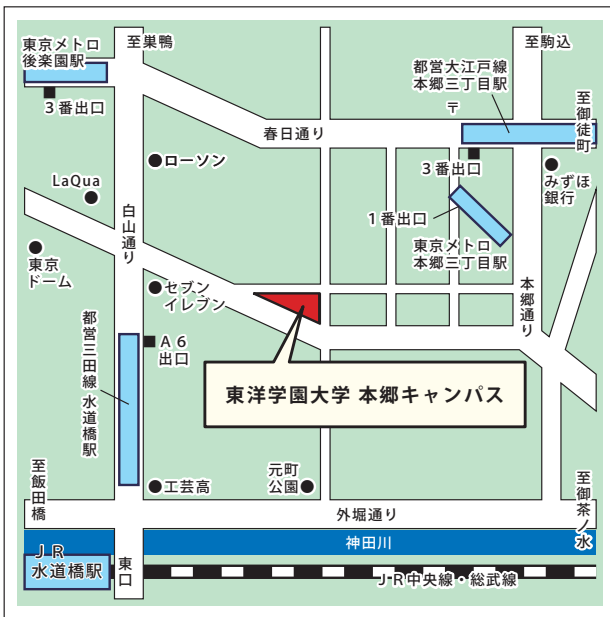 東京メトロ
後楽園駅
至巣鴨
至駒込
都営大江戸線
本郷三丁目駅
〒
至御徒町
3番出口
春日通り
ローソン
3番出口
みずほ
銀行
LaQua
白山通り
1番出口
東京メトロ
本郷三丁目駅
東京
ドーム
セブン
イレブン
本郷通り
都営三田線 水道橋駅
A6
出口
東洋学園大学 本郷キャンパス
至飯田橋
工芸高
元町
公園
至御茶ノ水
外堀通り
神田川
JR
水道橋駅
東口
JR中央線・総武線